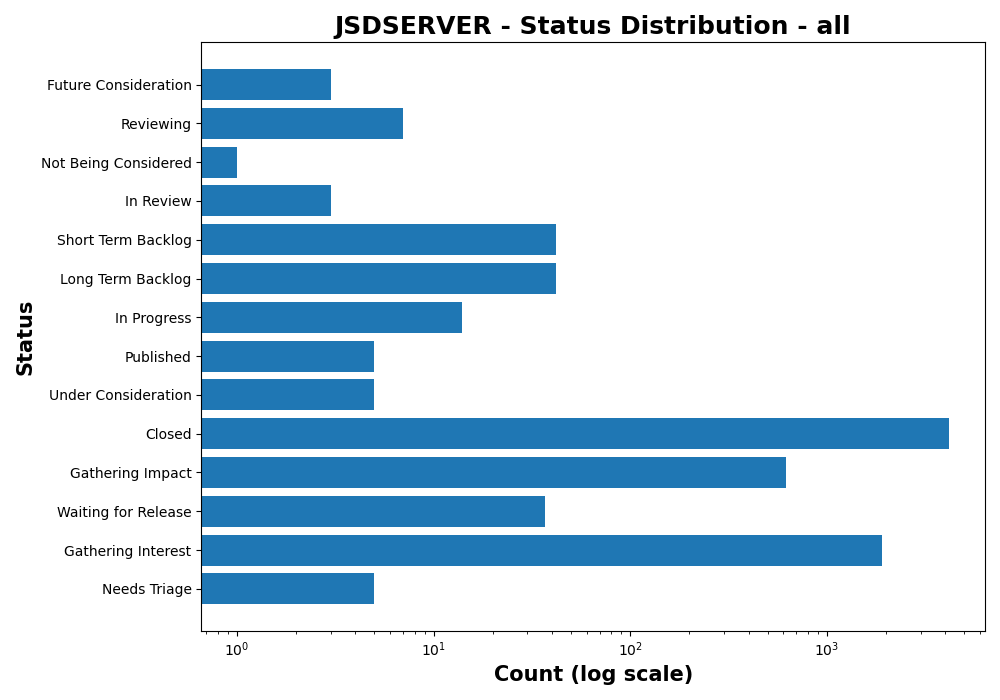 JSDSERVER - Status Distribution - all
Future Consideration
Reviewing
Not Being Considered
In Review
Short Term Backlog
Long Term Backlog
In Progress
Published
Under Consideration
Closed
Gathering Impact
Waiting for Release
Gathering Interest
Needs Triage
Status
10⁰ 10¹ 10² 10³
Count (log scale)